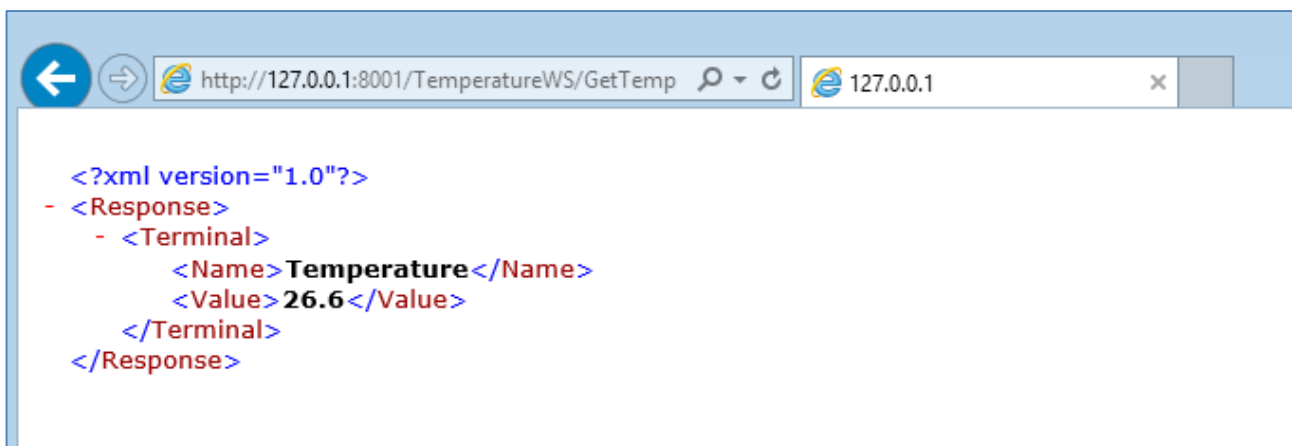 http://127.0.0.1:8001/TemperatureWS/GetTemp
127.0.0.1
<?xml version="1.0"?>
- <Response>
- <Terminal>
<Name>Temperature</Name>
<Value>26.6</Value>
</Terminal>
</Response>